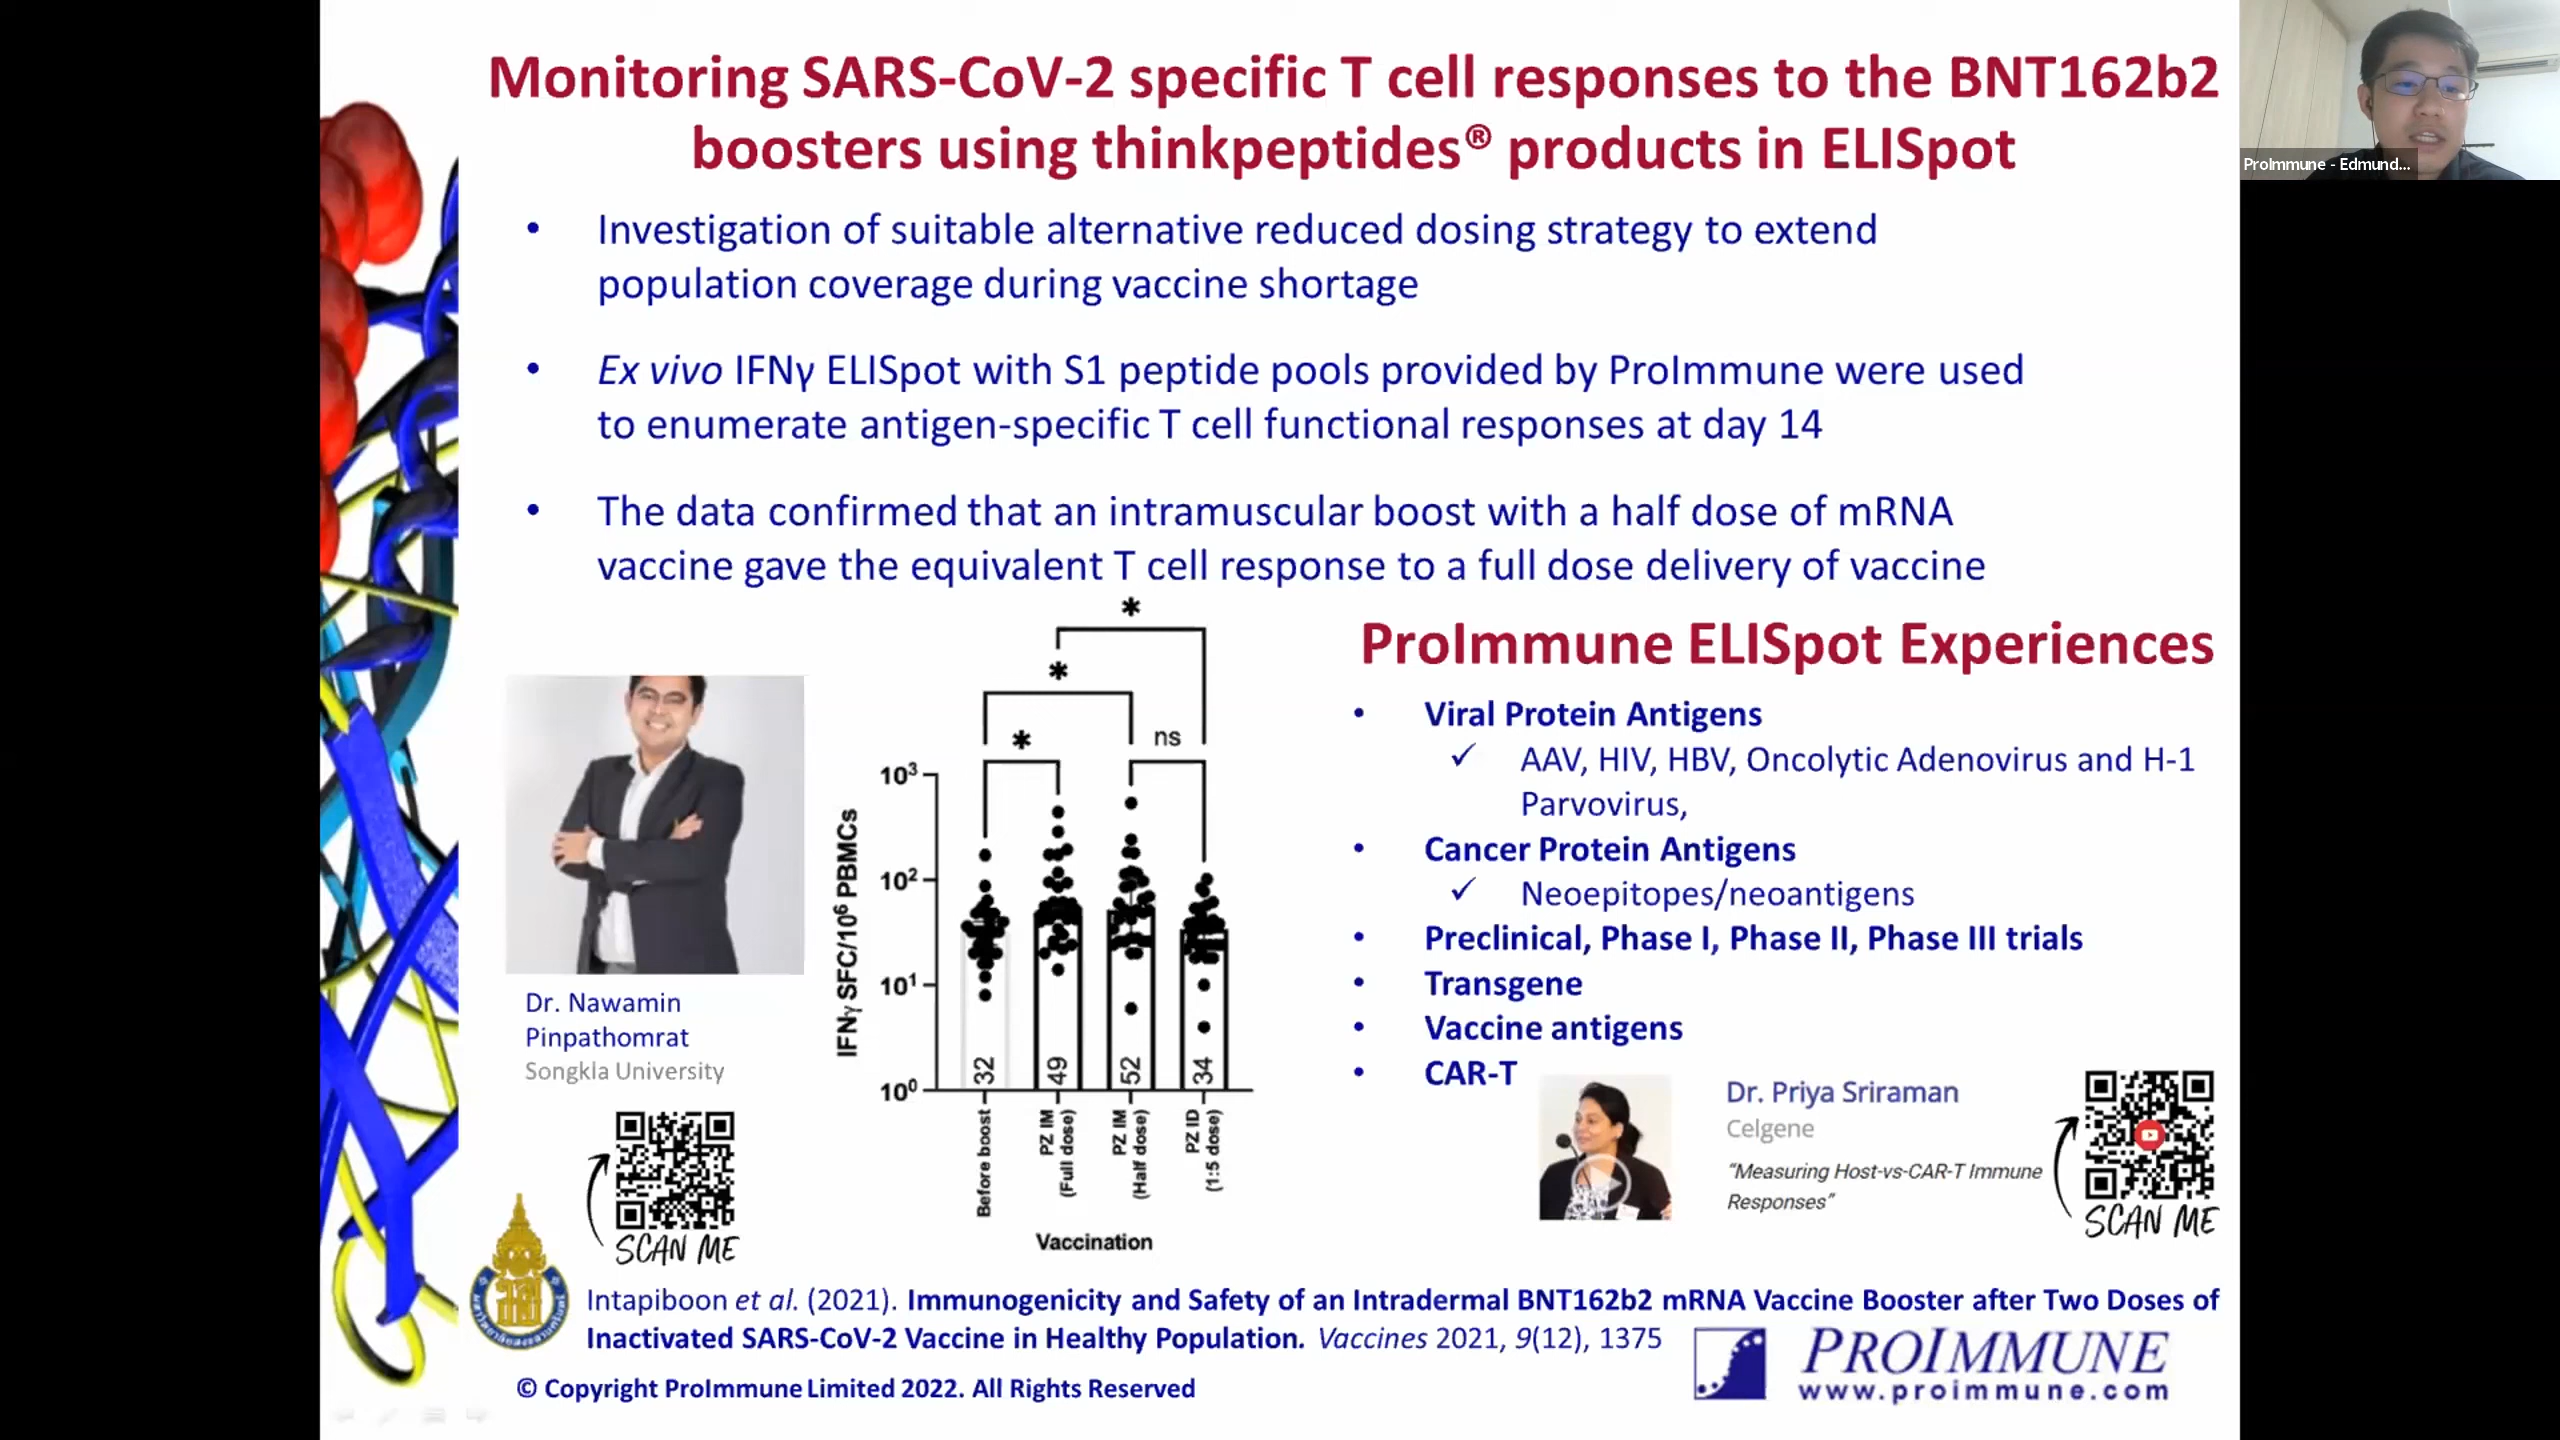 Monitoring SARS-CoV-2 specific T cell responses to the BNT162b2
boosters using thinkpeptides® products in ELISpot
ProImmune - Edmund...
• Investigation of suitable alternative reduced dosing strategy to extend
population coverage during vaccine shortage
• Ex vivo IFNγ ELISpot with S1 peptide pools provided by ProImmune were used
to enumerate antigen-specific T cell functional responses at day 14
• The data confirmed that an intramuscular boost with a half dose of mRNA
vaccine gave the equivalent T cell response to a full dose delivery of vaccine
Dr. Nawamin
Pinpathomrat
Songkla University
SCAN ME
*
*
*
ns
IFNγ SFC/10⁶ PBMCs
10³
10²
10¹
10⁰
32
49
52
34
Before boost
PZ IM
(Full dose)
PZ IM
(Half dose)
PZ ID
(1:5 dose)
Vaccination
ProImmune ELISpot Experiences
• Viral Protein Antigens
✓ AAV, HIV, HBV, Oncolytic Adenovirus and H-1
Parvovirus,
• Cancer Protein Antigens
✓ Neoepitopes/neoantigens
• Preclinical, Phase I, Phase II, Phase III trials
• Transgene
• Vaccine antigens
• CAR-T
Dr. Priya Sriraman
Celgene
"Measuring Host-vs-CAR-T Immune
Responses"
SCAN ME
Intapiboon et al. (2021). Immunogenicity and Safety of an Intradermal BNT162b2 mRNA Vaccine Booster after Two Doses of
Inactivated SARS-CoV-2 Vaccine in Healthy Population. Vaccines 2021, 9(12), 1375
PROIMMUNE
www.proimmune.com
© Copyright ProImmune Limited 2022. All Rights Reserved